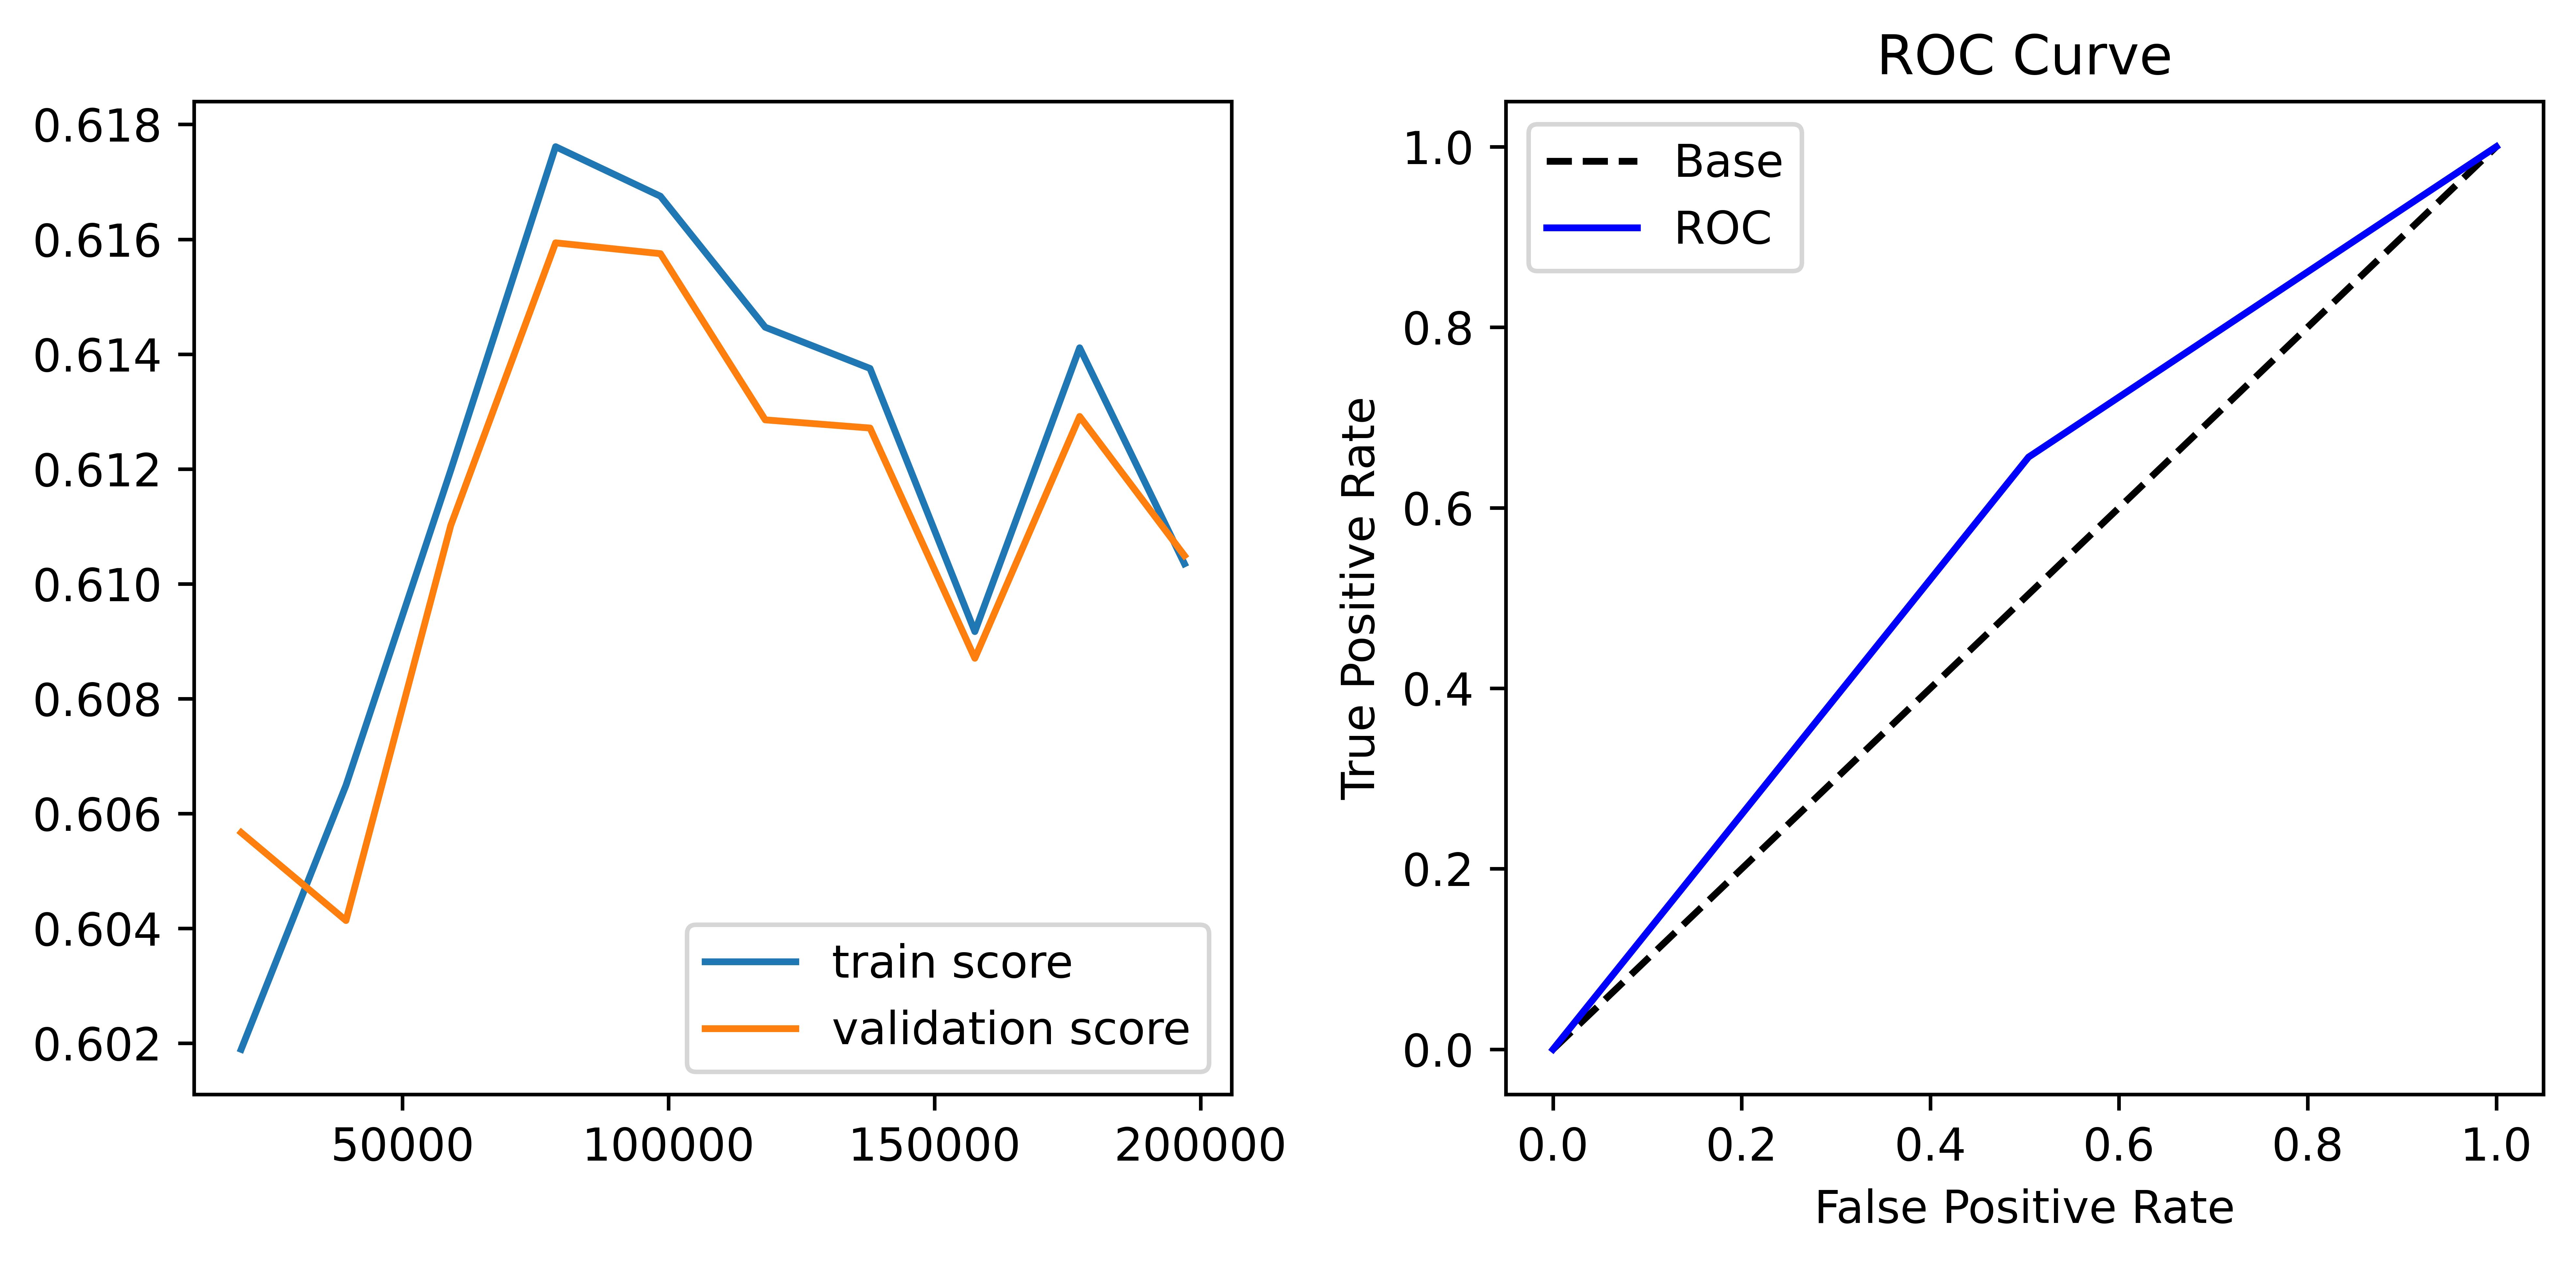 0.618
0.616
0.614
0.612
0.610
0.608
0.606
0.604
0.602
50000 100000 150000 200000
train score
validation score
ROC Curve
Base
ROC
True Positive Rate
1.0
0.8
0.6
0.4
0.2
0.0
0.0 0.2 0.4 0.6 0.8 1.0
False Positive Rate